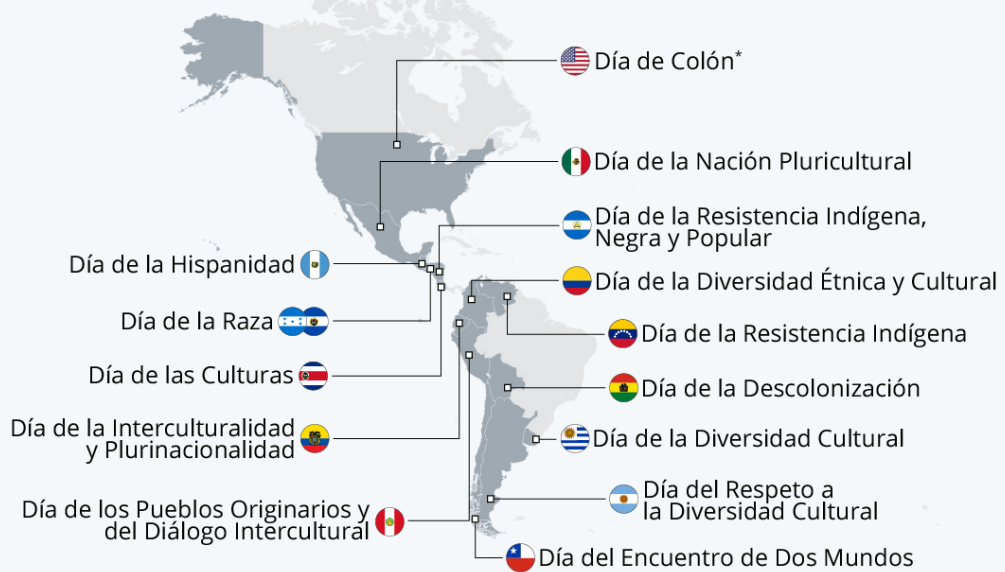 Día de Colón*
Día de la Nación Pluricultural
Día de la Resistencia Indígena,
Negra y Popular
Día de la Hispanidad
Día de la Diversidad Étnica y Cultural
Día de la Raza
Día de la Resistencia Indígena
Día de las Culturas
Día de la Descolonización
Día de la Interculturalidad
y Plurinacionalidad
Día de la Diversidad Cultural
Día del Respeto a
la Diversidad Cultural
Día de los Pueblos Originarios y
del Diálogo Intercultural
Día del Encuentro de Dos Mundos